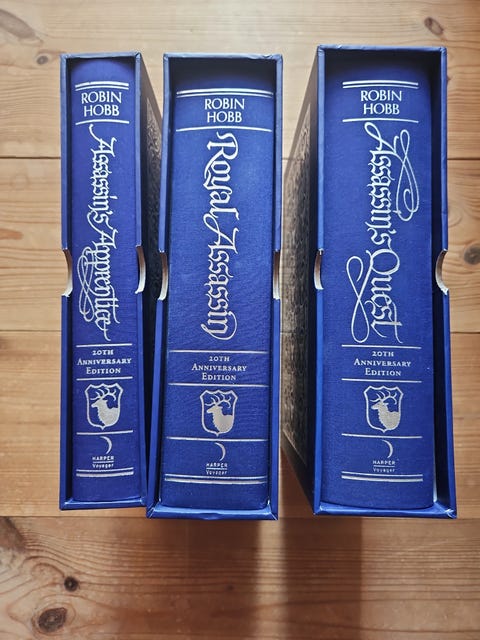 ROBIN
HOBB
Assassin's Apprentice
20TH
ANNIVERSARY
EDITION
HARPER
Voyager
ROBIN
HOBB
Royal Assassin
20TH
ANNIVERSARY
EDITION
HARPER
Voyager
ROBIN
HOBB
Assassin's Quest
20TH
ANNIVERSARY
EDITION
HARPER
Voyager